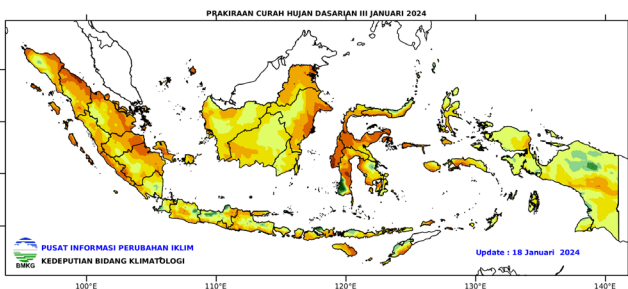 PRAKIRAAN CURAH HUJAN DASARIAN III JANUARI 2024
PUSAT INFORMASI PERUBAHAN IKLIM
KEDEPUTIAN BIDANG KLIMATOLOGI
BMKG
Update : 18 Januari 2024
100°E 110°E 120°E 130°E 140°E